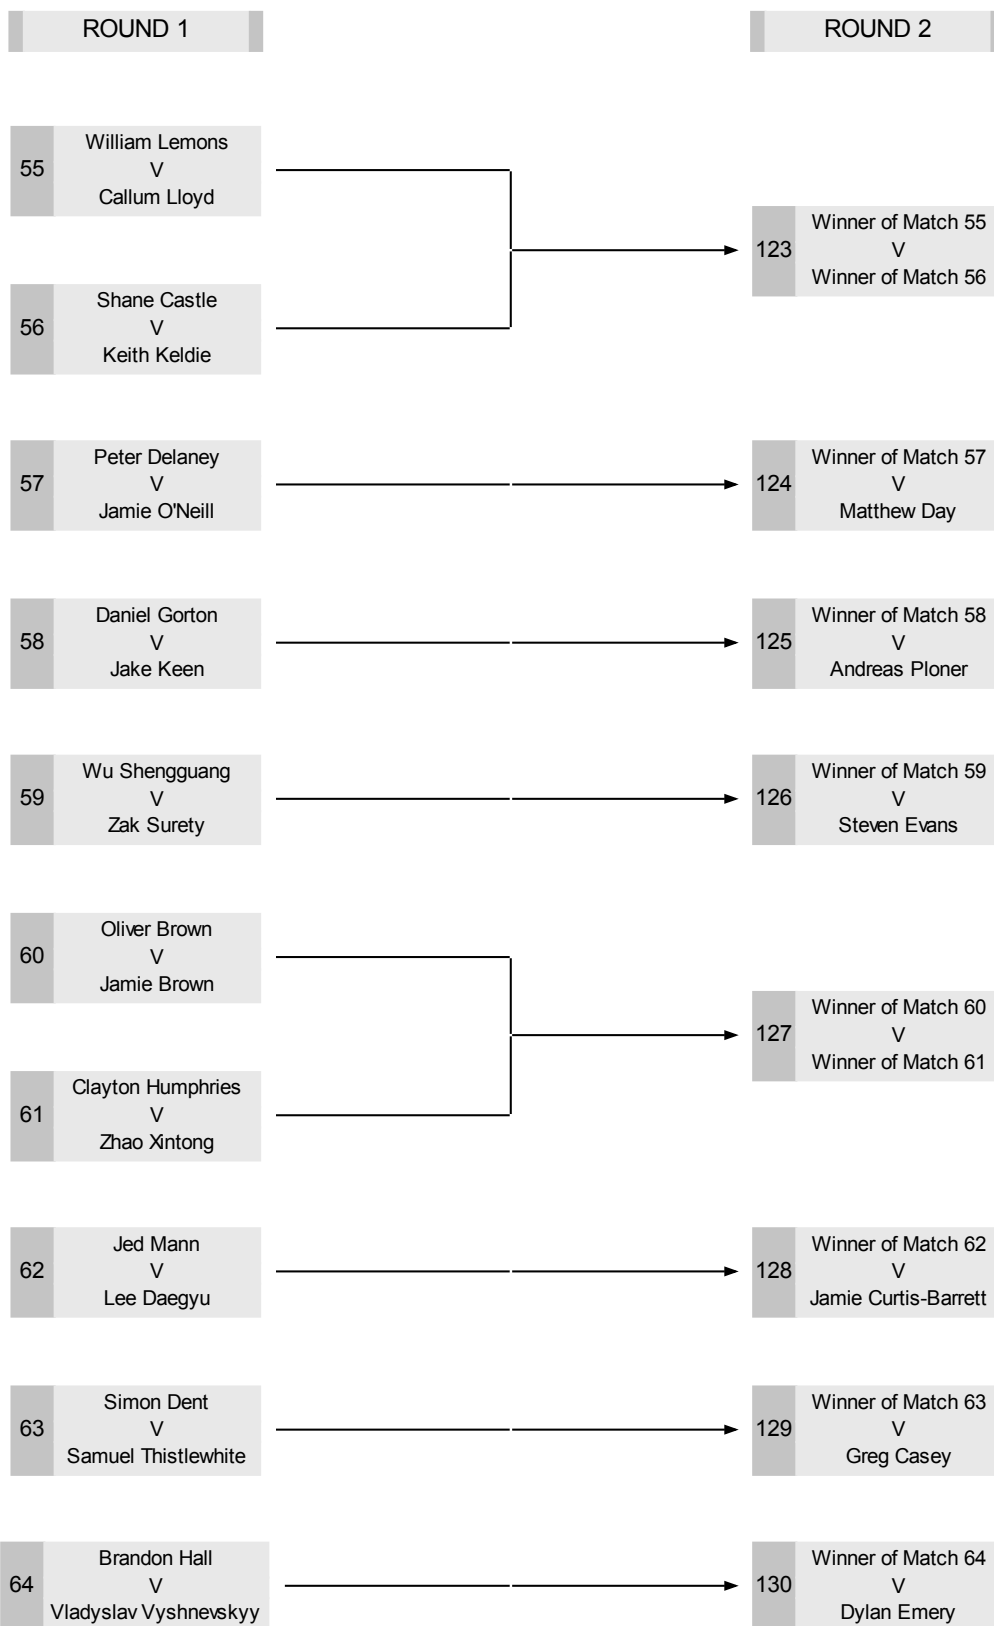 ROUND 1
ROUND 2
55
William Lemons
V
Callum Lloyd
123
Winner of Match 55
V
Winner of Match 56
56
Shane Castle
V
Keith Keldie
57
Peter Delaney
V
Jamie O'Neill
124
Winner of Match 57
V
Matthew Day
58
Daniel Gorton
V
Jake Keen
125
Winner of Match 58
V
Andreas Ploner
59
Wu Shengguang
V
Zak Surety
126
Winner of Match 59
V
Steven Evans
60
Oliver Brown
V
Jamie Brown
127
Winner of Match 60
V
Winner of Match 61
61
Clayton Humphries
V
Zhao Xintong
62
Jed Mann
V
Lee Daegyu
128
Winner of Match 62
V
Jamie Curtis-Barrett
63
Simon Dent
V
Samuel Thistlewhite
129
Winner of Match 63
V
Greg Casey
64
Brandon Hall
V
Vladyslav Vyshnevskyy
130
Winner of Match 64
V
Dylan Emery